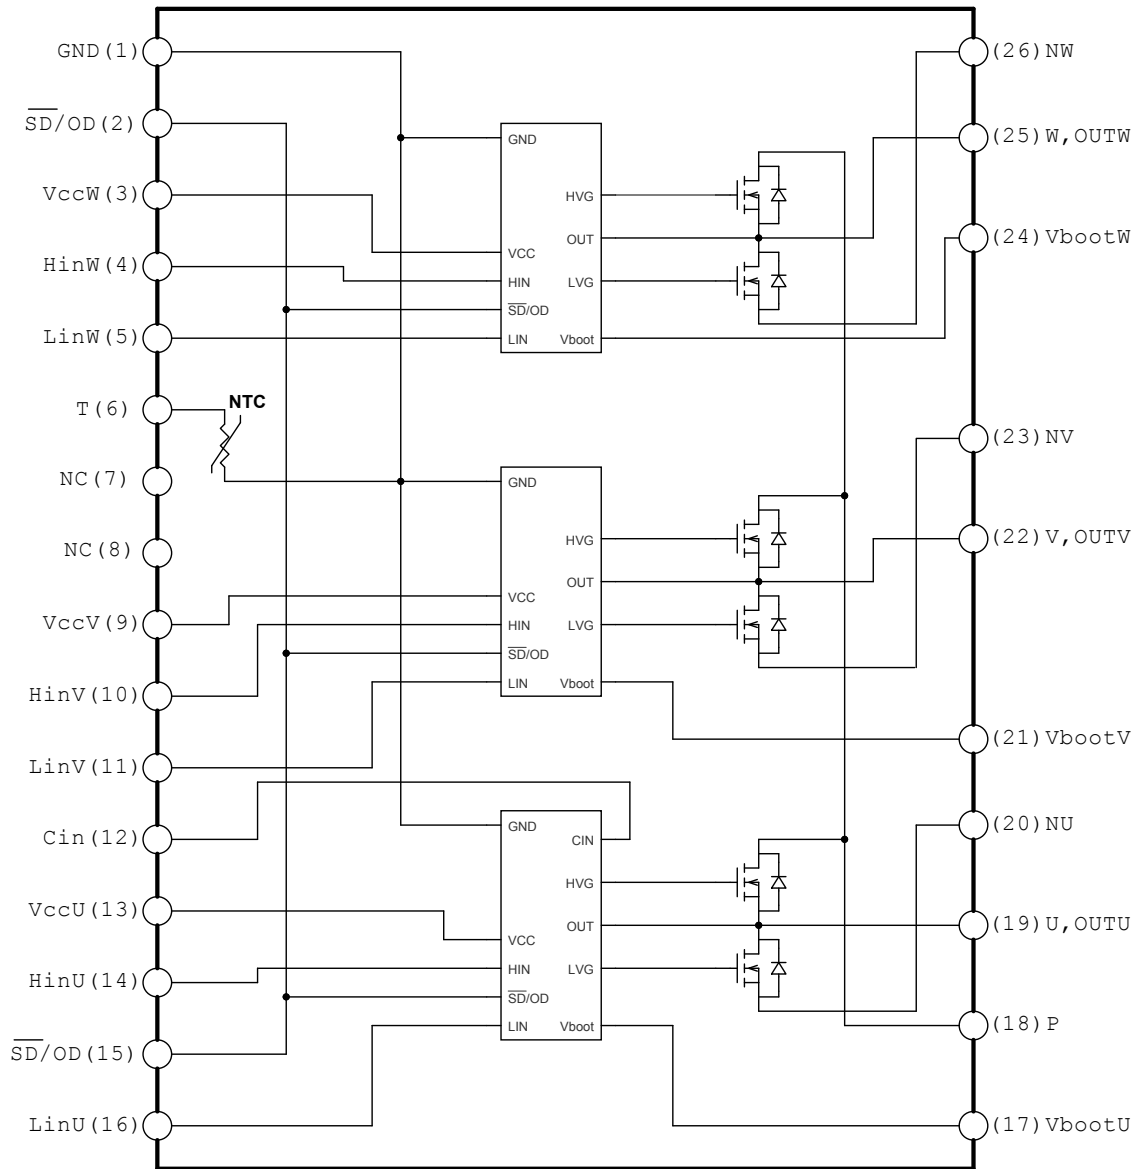 GND(1)
SD/OD(2)
VccW(3)
HinW(4)
LinW(5)
T(6)
NC(7)
NC(8)
VccV(9)
HinV(10)
LinV(11)
Cin(12)
VccU(13)
HinU(14)
SD/OD(15)
LinU(16)
NTC
GND
HVG
OUT
VCC
HIN
LVG
SD/OD
LIN
Vboot
GND
HVG
OUT
VCC
HIN
LVG
SD/OD
LIN
Vboot
GND
CIN
HVG
OUT
VCC
HIN
LVG
SD/OD
LIN
Vboot
(26)NW
(25)W,OUTW
(24)VbootW
(23)NV
(22)V,OUTV
(21)VbootV
(20)NU
(19)U,OUTU
(18)P
(17)VbootU